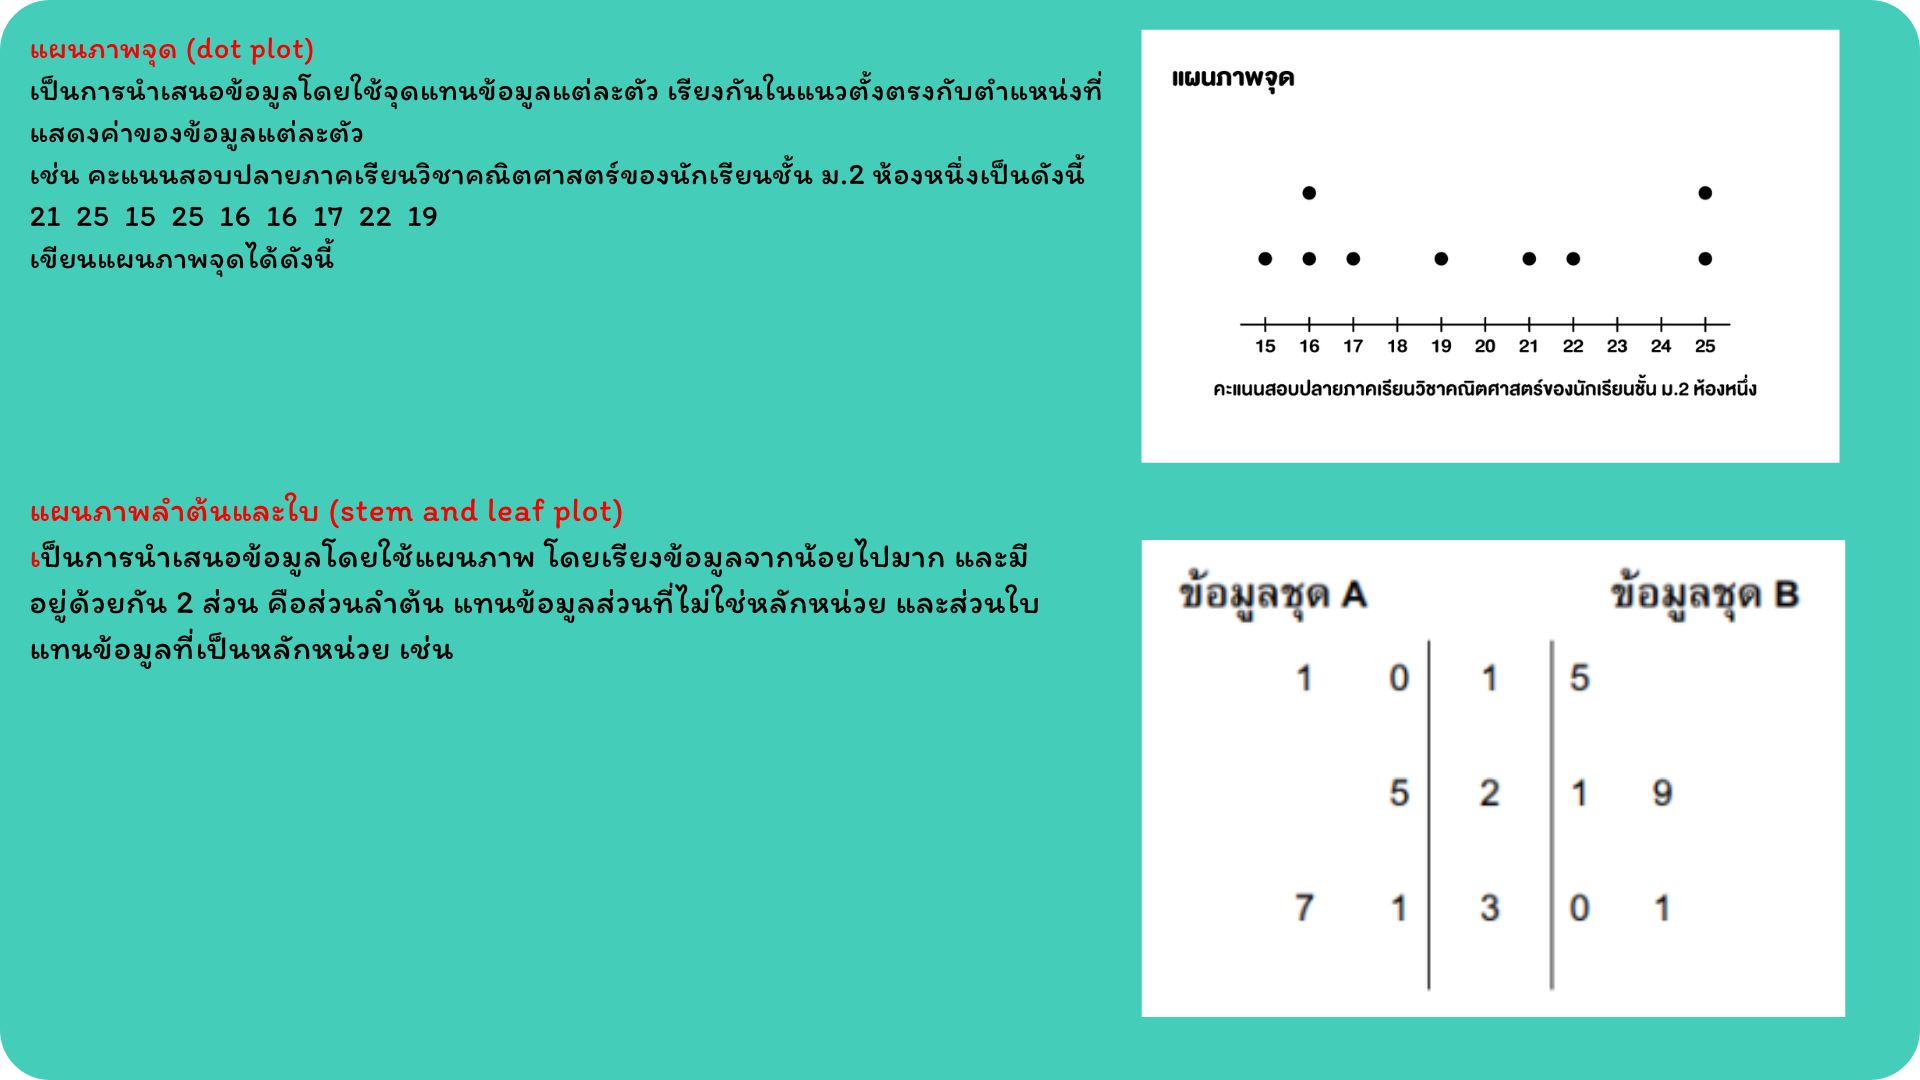 แผนภาพจุด (dot plot)
เป็นการนำเสนอข้อมูลโดยใช้จุดแทนข้อมูลแต่ละตัว เรียงกันในแนวตั้งตรงกับตำแหน่งที่
แสดงค่าของข้อมูลแต่ละตัว
เช่น คะแนนสอบปลายภาคเรียนวิชาคณิตศาสตร์ของนักเรียนชั้น ม.2 ห้องหนึ่งเป็นดังนี้
21 25 15 25 16 16 17 22 19
เขียนแผนภาพจุดได้ดังนี้
แผนภาพจุด
15 16 17 18 19 20 21 22 23 24 25
คะแนนสอบปลายภาคเรียนวิชาคณิตศาสตร์ของนักเรียนชั้น ม.2 ห้องหนึ่ง
แผนภาพลำต้นและใบ (stem and leaf plot)
เป็นการนำเสนอข้อมูลโดยใช้แผนภาพ โดยเรียงข้อมูลจากน้อยไปมาก และมี
อยู่ด้วยกัน 2 ส่วน คือส่วนลำต้น แทนข้อมูลส่วนที่ไม่ใช่หลักหน่วย และส่วนใบ
แทนข้อมูลที่เป็นหลักหน่วย เช่น
ข้อมูลชุด A ข้อมูลชุด B
1 0 1 5
5 2 1 9
7 1 3 0 1